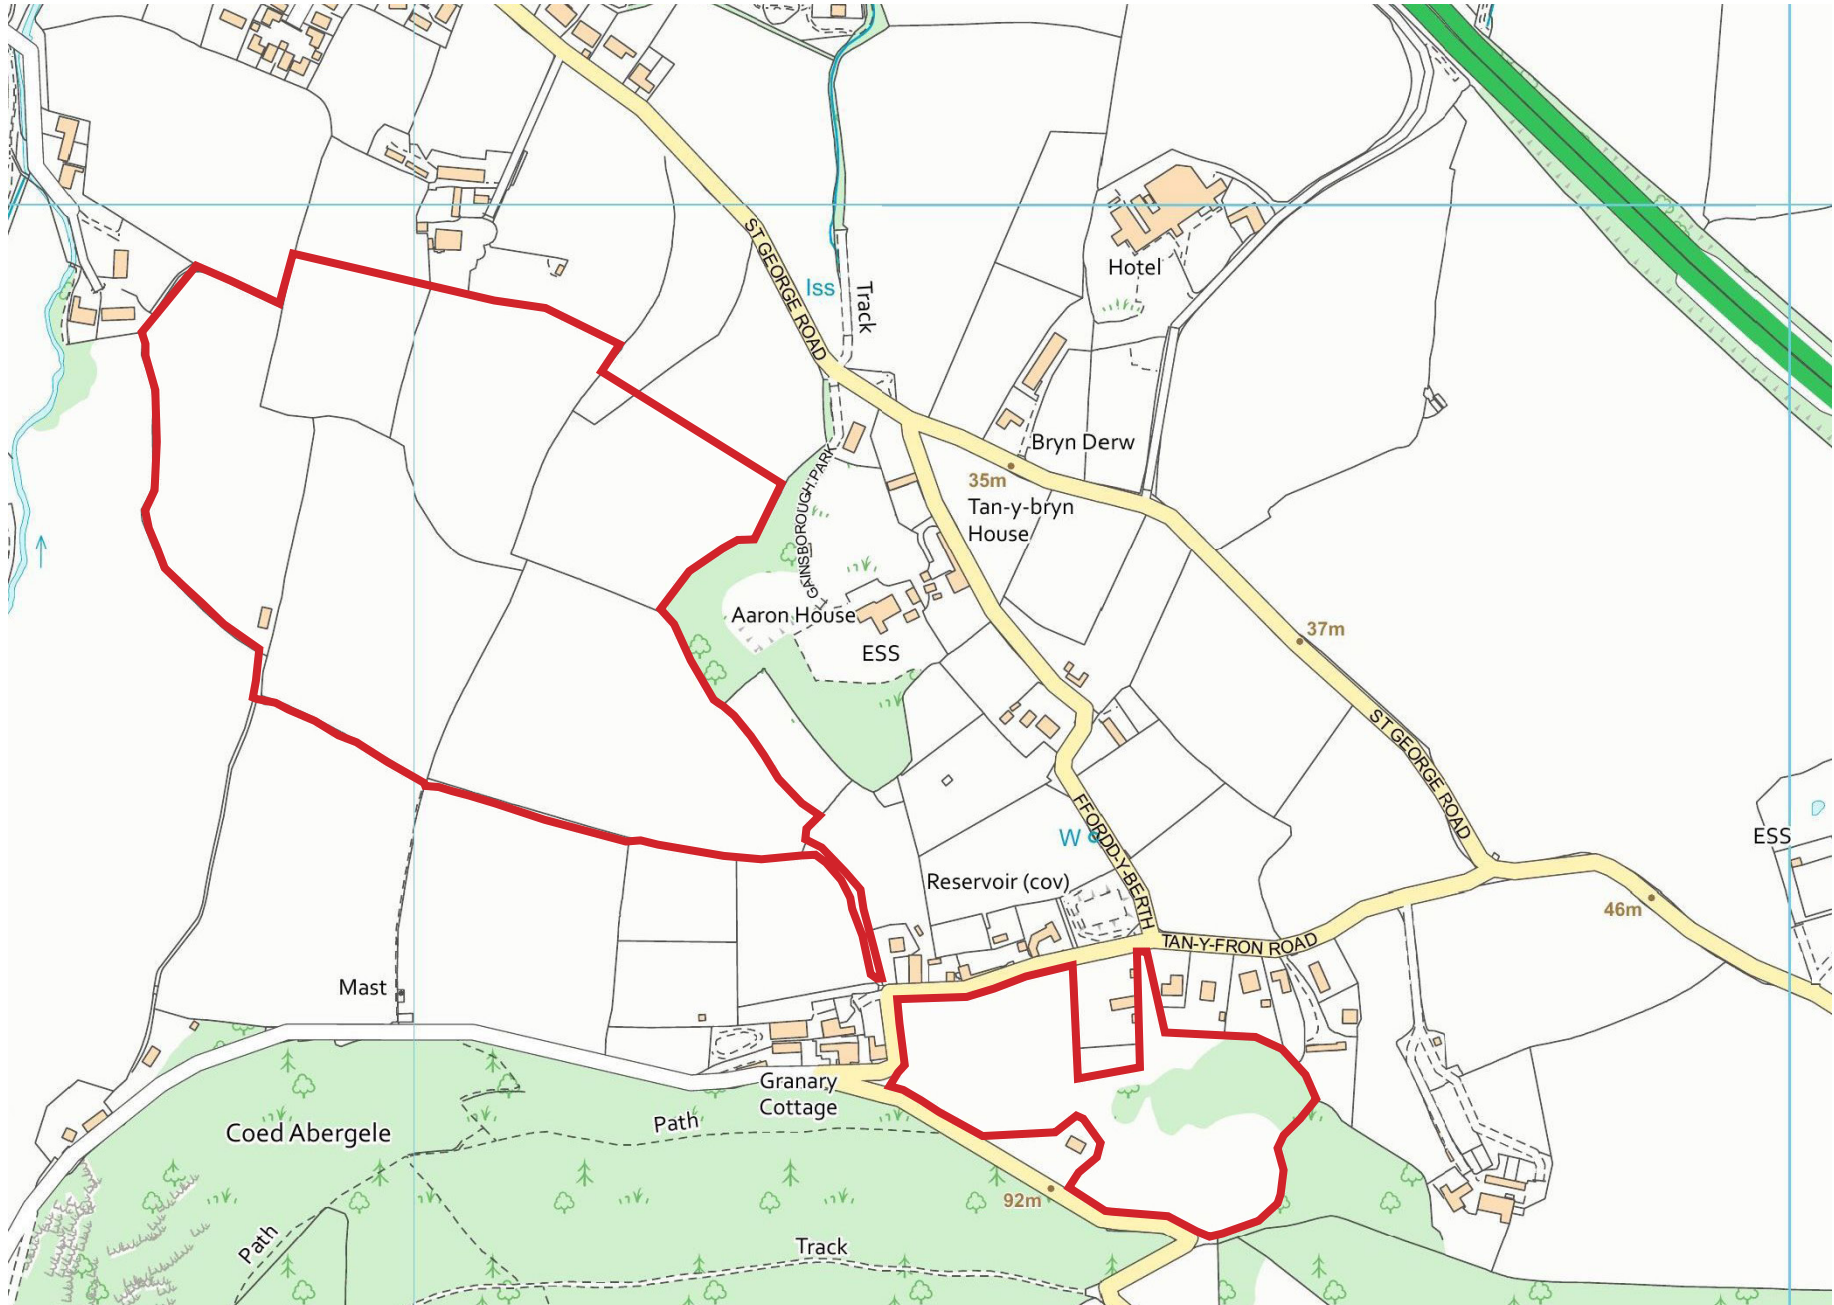 ST GEORGE ROAD
Iss
Track
Hotel
Bryn Derw
35m
Tan-y-bryn
House
GAINSBOROUGH PARK
Aaron House
ESS
37m
ST GEORGE ROAD
FFORDD-Y-BERTH
W
ESS
Reservoir (cov)
46m
TAN-Y-FRON ROAD
Mast
Granary
Cottage
Path
Coed Abergele
92m
Path
Track